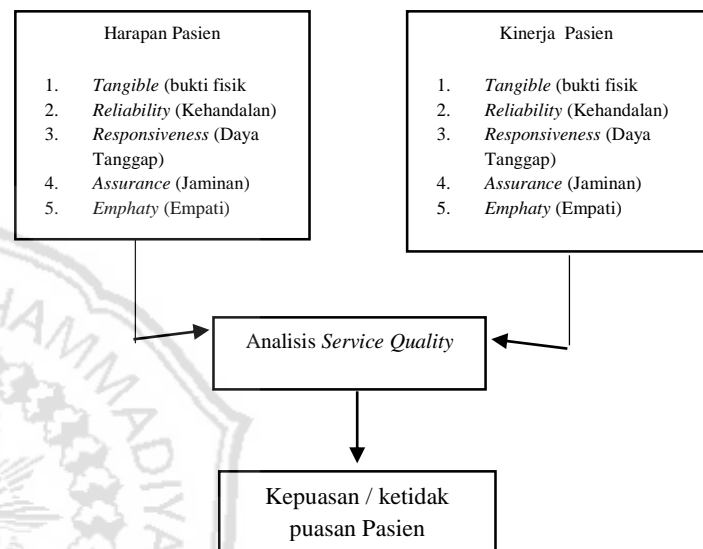 Harapan Pasien
1. Tangible (bukti fisik
2. Reliability (Kehandalan)
3. Responsiveness (Daya
Tanggap)
4. Assurance (Jaminan)
5. Emphaty (Empati)
Kinerja Pasien
1. Tangible (bukti fisik
2. Reliability (Kehandalan)
3. Responsiveness (Daya
Tanggap)
4. Assurance (Jaminan)
5. Emphaty (Empati)
Analisis Service Quality
Kepuasan / ketidak
puasan Pasien